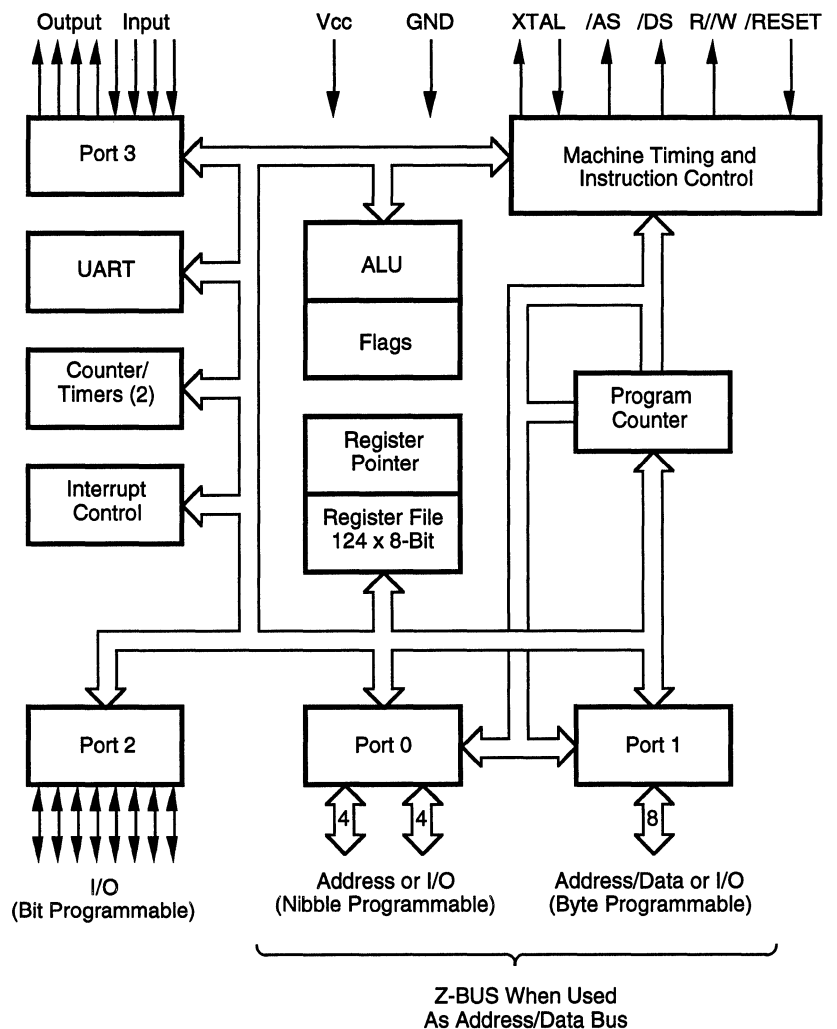 Output Input Vcc GND XTAL /AS /DS R//W /RESET
Port 3
Machine Timing and
Instruction Control
UART
ALU
Flags
Counter/
Timers (2)
Program
Counter
Register
Pointer
Interrupt
Control
Register File
124 x 8-Bit
Port 2
Port 0
Port 1
4
4
8
I/O
(Bit Programmable)
Address or I/O
(Nibble Programmable)
Address/Data or I/O
(Byte Programmable)
Z-BUS When Used
As Address/Data Bus